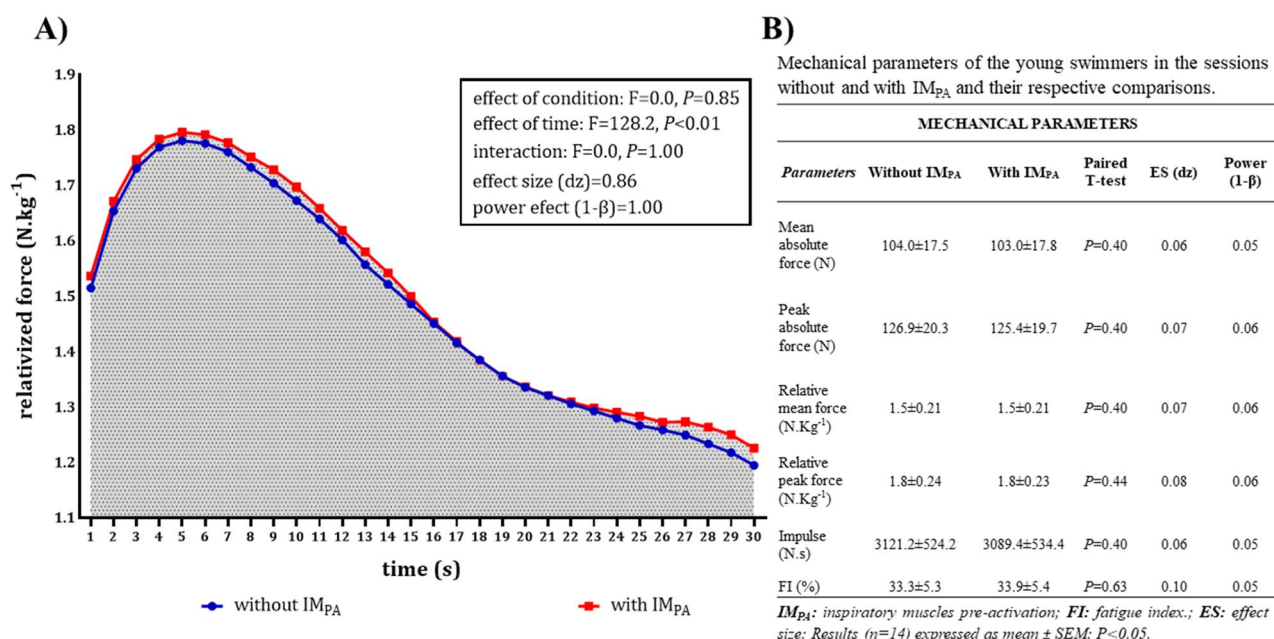 A)
1.9
1.8
1.7
1.6
1.5
1.4
1.3
1.2
1.1
relativized force (N.kg⁻¹)
effect of condition: F=0.0, P=0.85
effect of time: F=128.2, P<0.01
interaction: F=0.0, P=1.00
effect size (dz)=0.86
power efect (1-β)=1.00
1 2 3 4 5 6 7 8 9 10 11 12 13 14 15 16 17 18 19 20 21 22 23 24 25 26 27 28 29 30
time (s)
without IM_PA with IM_PA
B)
Mechanical parameters of the young swimmers in the sessions
without and with IM_PA and their respective comparisons.
MECHANICAL PARAMETERS
Parameters Without IM_PA With IM_PA Paired T-test ES (dz) Power (1-β)
Mean
absolute
force (N)
104.0±17.5 103.0±17.8 P=0.40 0.06 0.05
Peak
absolute
force (N)
126.9±20.3 125.4±19.7 P=0.40 0.07 0.06
Relative
mean force
(N.Kg⁻¹)
1.5±0.21 1.5±0.21 P=0.40 0.07 0.06
Relative
peak force
(N.Kg⁻¹)
1.8±0.24 1.8±0.23 P=0.44 0.08 0.06
Impulse
(N.s)
3121.2±524.2 3089.4±534.4 P=0.40 0.06 0.05
FI (%) 33.3±5.3 33.9±5.4 P=0.63 0.10 0.05
IM_PA: inspiratory muscles pre-activation; FI: fatigue index.; ES: effect
size; Results (n=14) expressed as mean ± SEM; P<0.05.